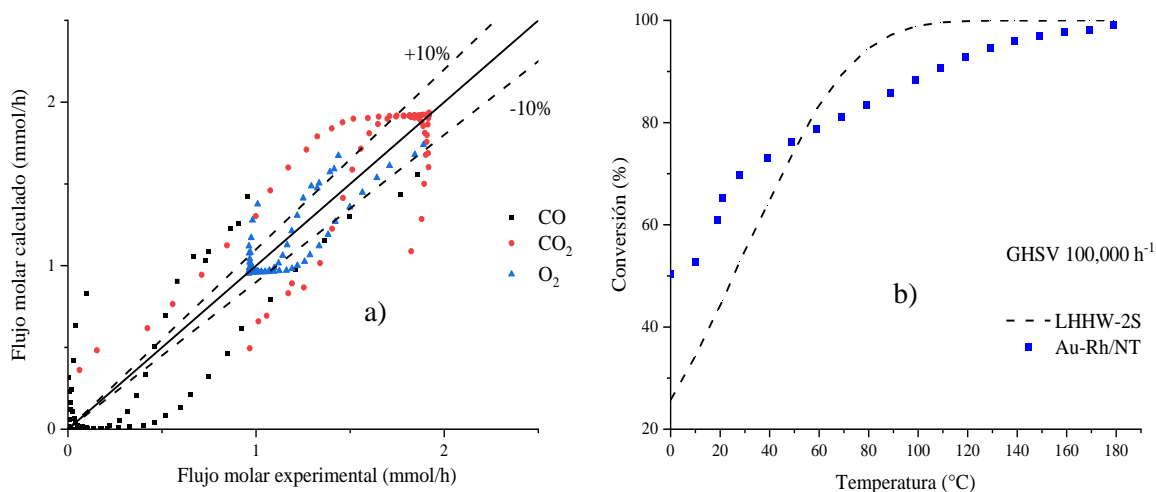 Flujo molar calculado (mmol/h)
2
1
0
+10%
-10%
CO
CO2
O2
a)
0
1
2
Flujo molar experimental (mmol/h)
Conversión (%)
100
80
60
40
20
b)
GHSV 100,000 h-1
LHHW-2S
Au-Rh/NT
0 20 40 60 80 100 120 140 160 180
Temperatura (°C)